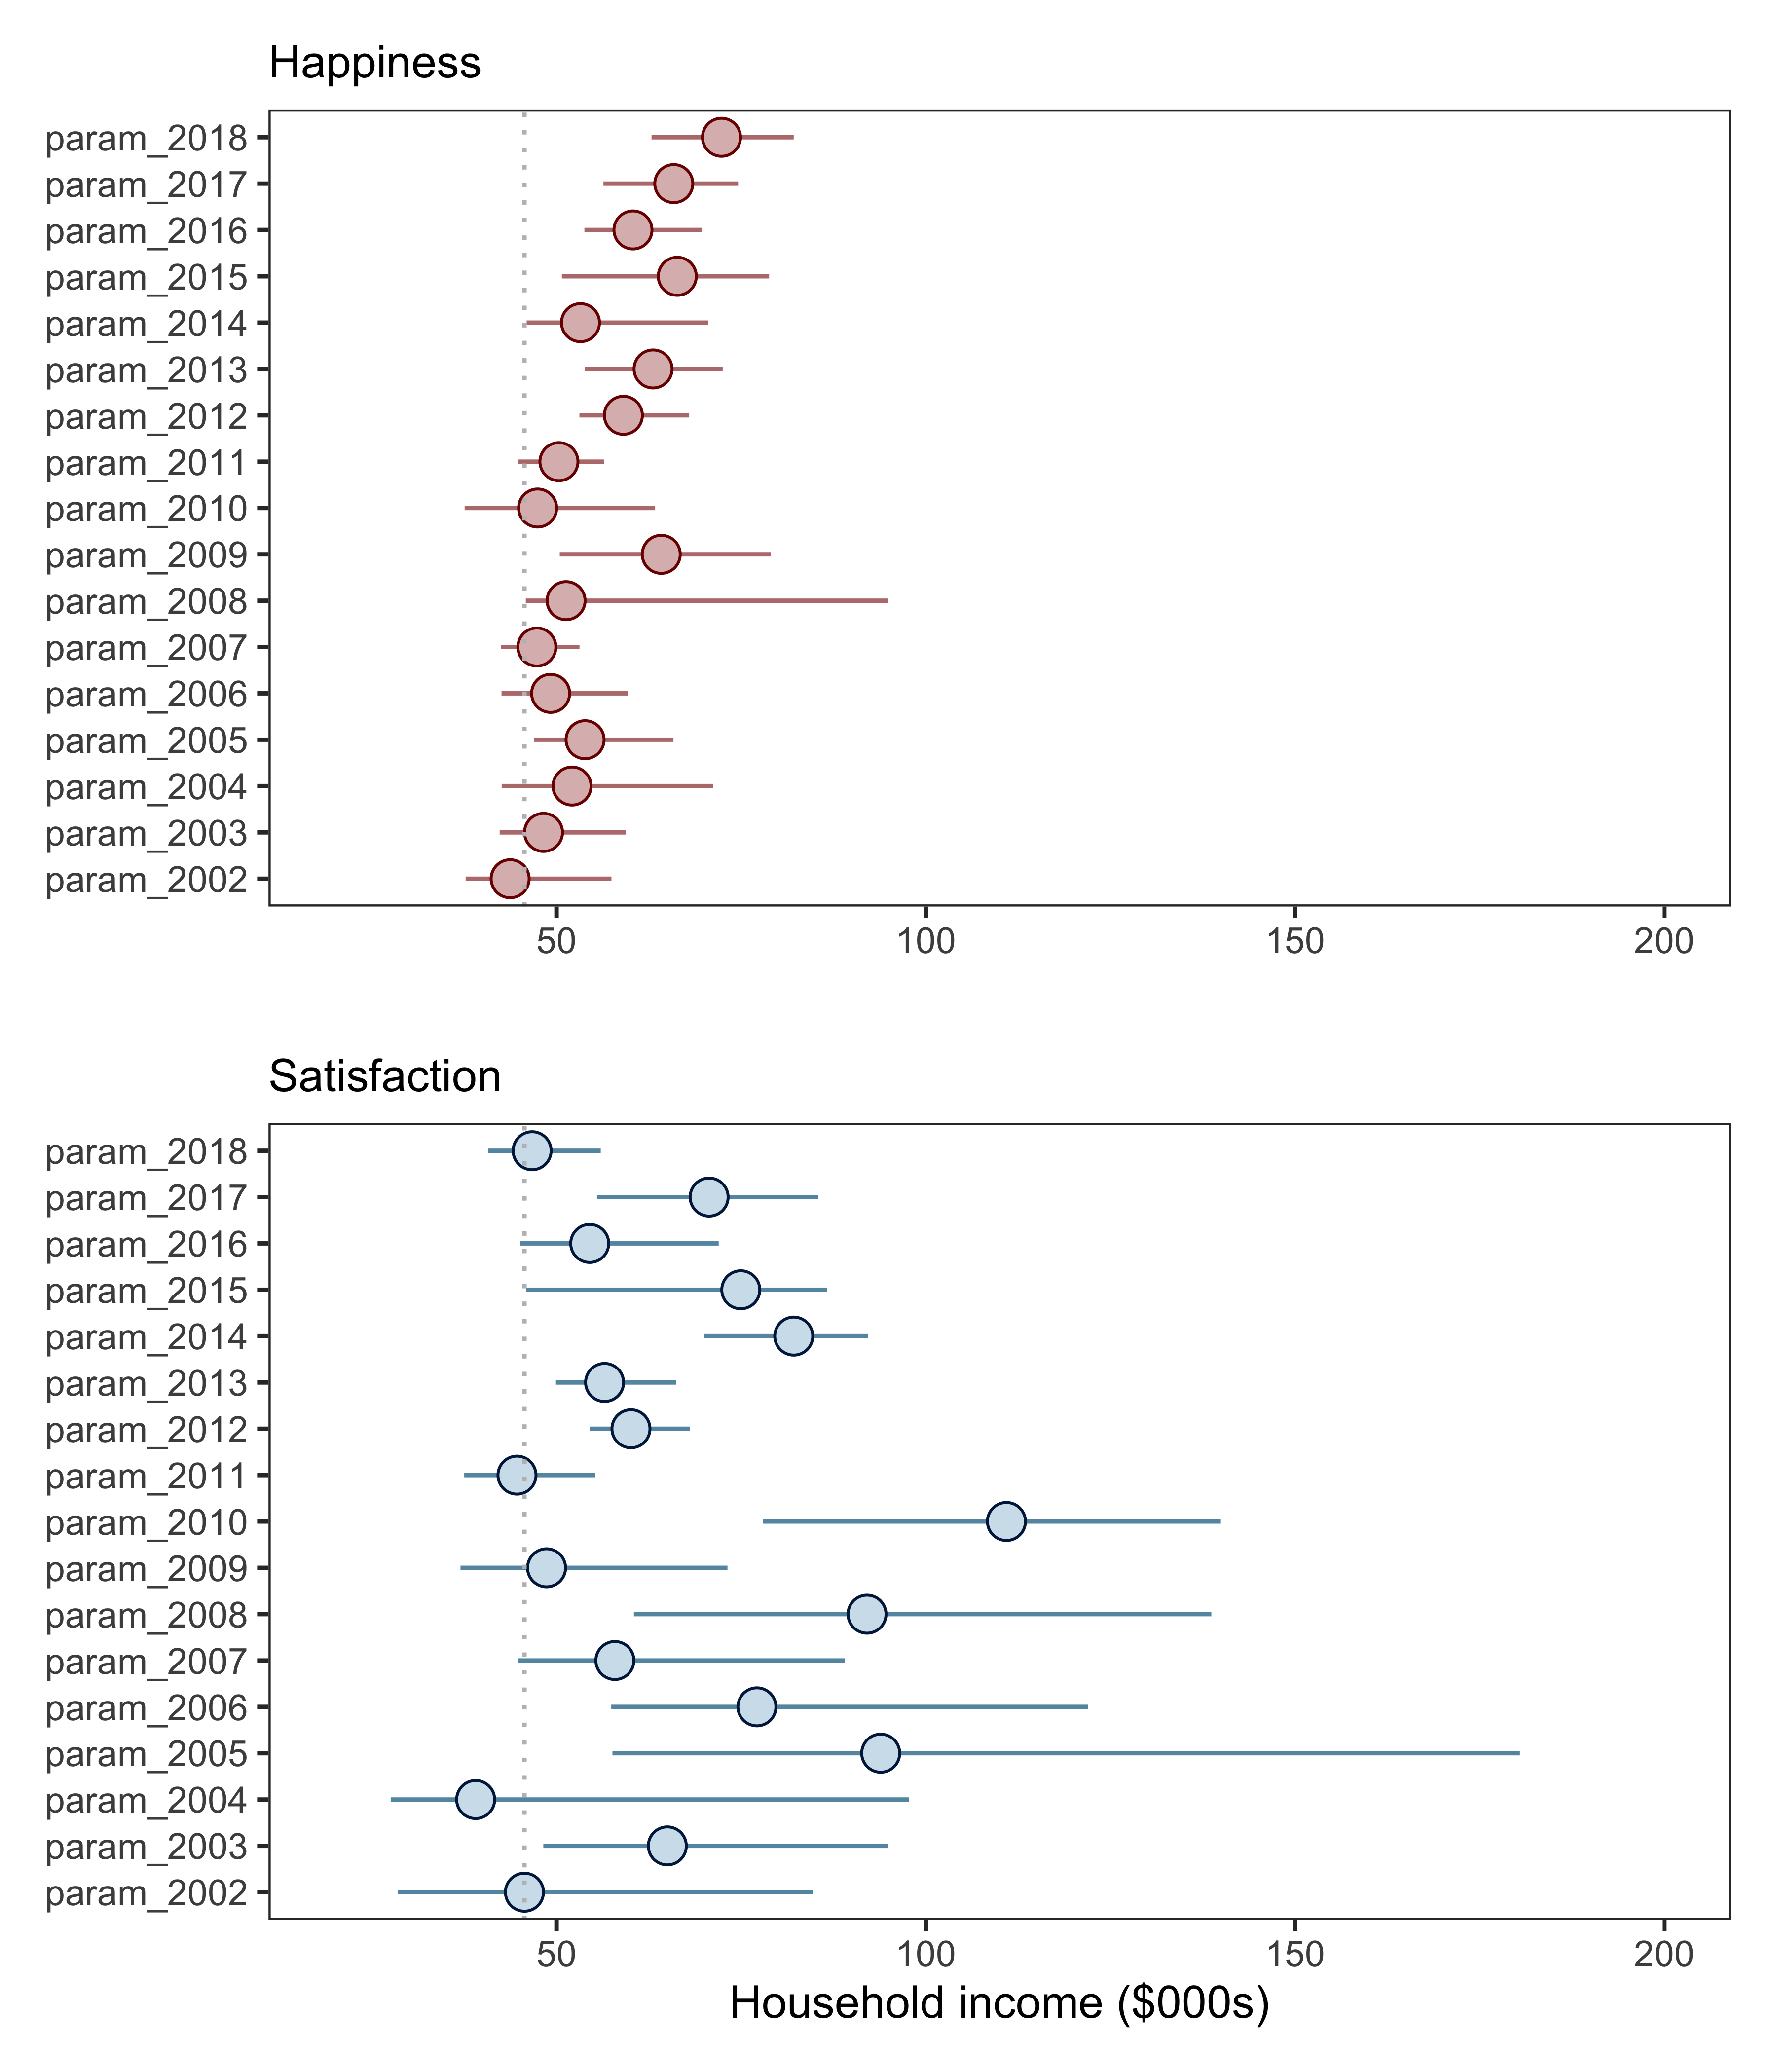 Happiness
param_2018
param_2017
param_2016
param_2015
param_2014
param_2013
param_2012
param_2011
param_2010
param_2009
param_2008
param_2007
param_2006
param_2005
param_2004
param_2003
param_2002
50 100 150 200
Satisfaction
param_2018
param_2017
param_2016
param_2015
param_2014
param_2013
param_2012
param_2011
param_2010
param_2009
param_2008
param_2007
param_2006
param_2005
param_2004
param_2003
param_2002
50 100 150 200
Household income ($000s)